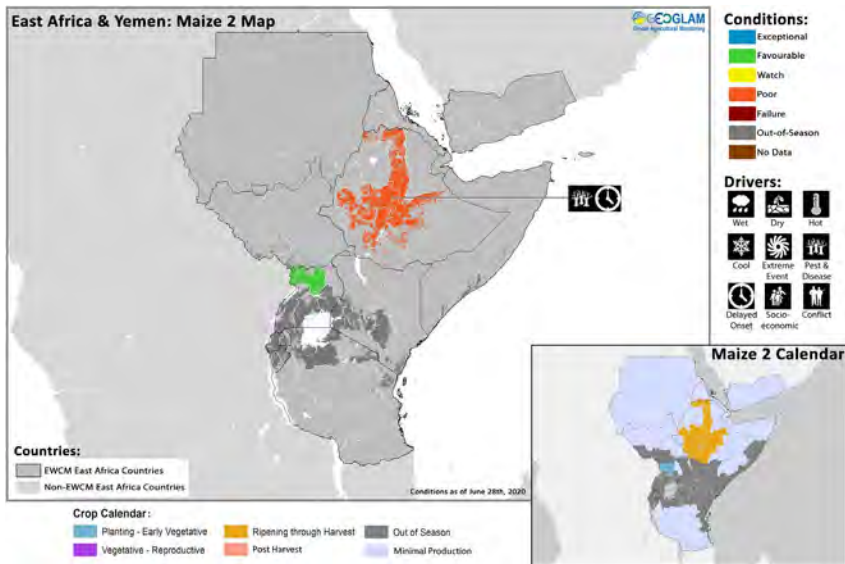 East Africa & Yemen: Maize 2 Map
GEOGLAM
Conditions:
Exceptional
Favourable
Watch
Poor
Failure
Out-of-Season
No Data
Drivers:
Wet
Dry
Hot
Cool
Extreme Event
Pest & Disease
Delayed Onset
Socio-economic
Conflict
Countries:
EWCM East Africa Countries
Non-EWCM East Africa Countries
Conditions as of June 28th, 2020
Maize 2 Calendar
Crop Calendar:
Planting - Early Vegetative
Ripening through Harvest
Out of Season
Vegetative - Reproductive
Post Harvest
Minimal Production